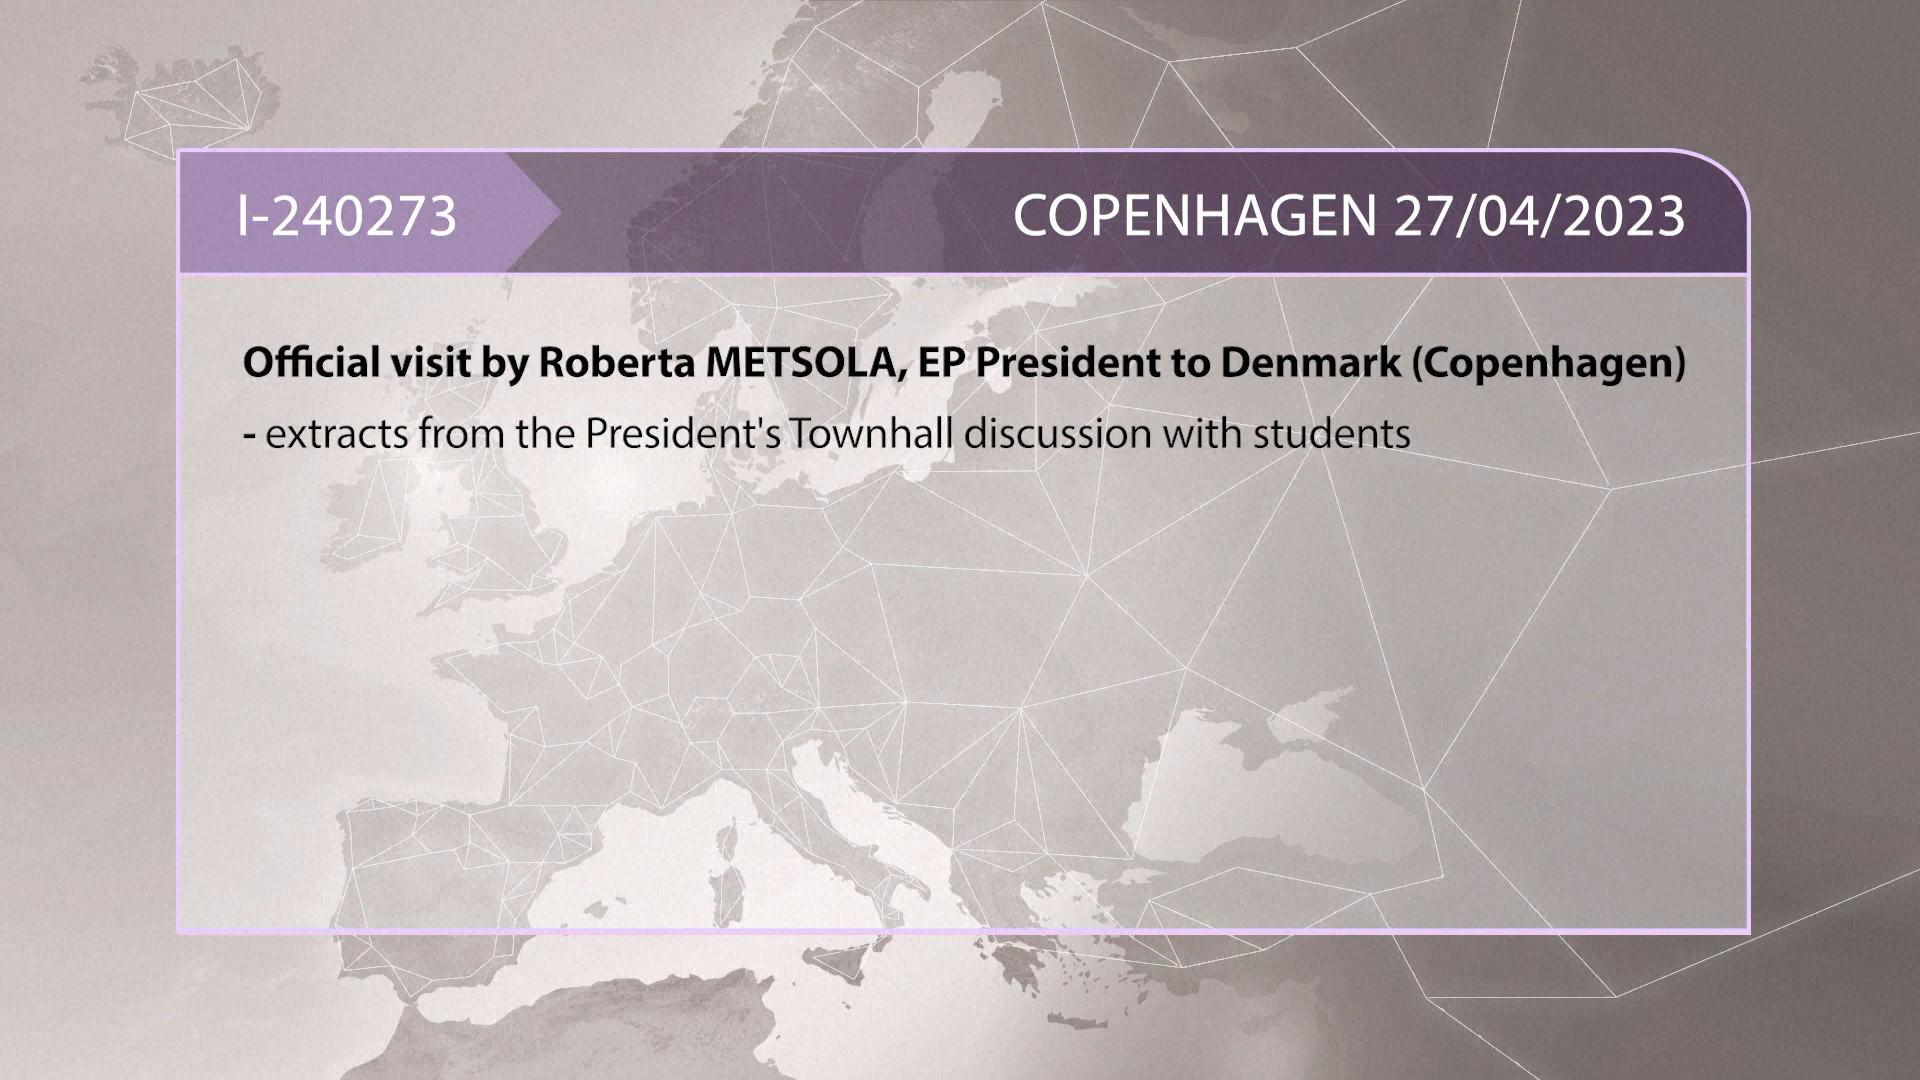 I-240273
COPENHAGEN 27/04/2023
Official visit by Roberta METSOLA, EP President to Denmark (Copenhagen)
- extracts from the President's Townhall discussion with students